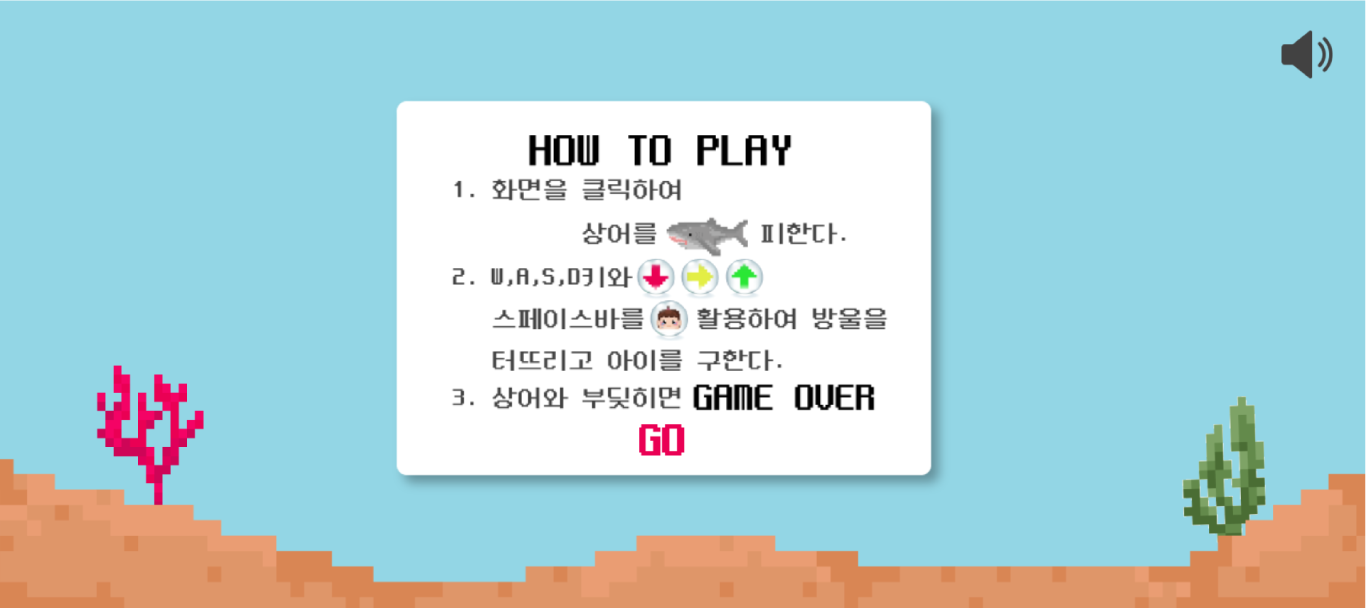 HOW TO PLAY
1. 화면을 클릭하여
상어를 피한다.
2. W,A,S,D키와
스페이스바를 활용하여 방울을
터뜨리고 아이를 구한다.
3. 상어와 부딪히면 GAME OVER
GO